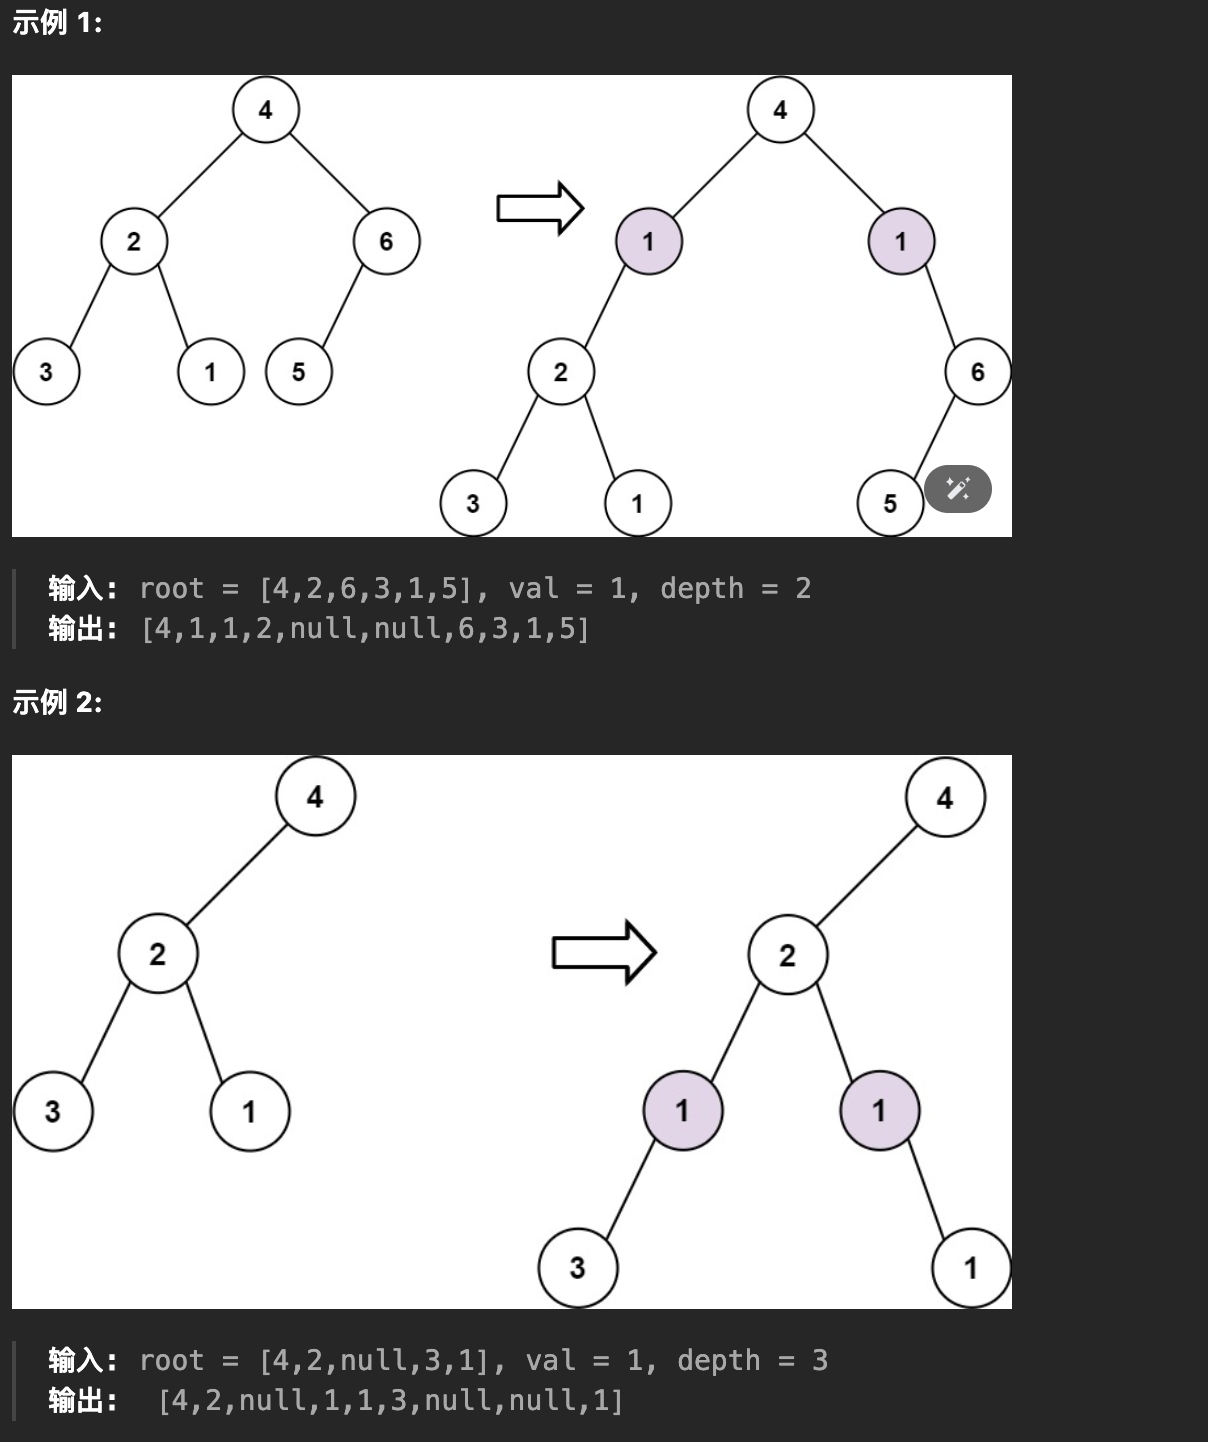 示例 1:
4 4
2 6 1 1
3 1 5 2 6
3 1 5
输入: root = [4,2,6,3,1,5], val = 1, depth = 2
输出: [4,1,1,2,null,null,6,3,1,5]
示例 2:
4 4
2 2
3 1 1 1
3 1
输入: root = [4,2,null,3,1], val = 1, depth = 3
输出: [4,2,null,1,1,3,null,null,1]